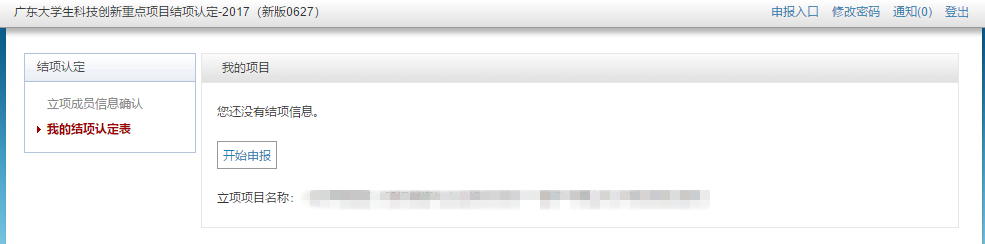 广东大学生科技创新重点项目结项认定-2017（新版0627）
申报入口 修改密码 通知(0) 登出
结项认定
立项成员信息确认
我的结项认定表
我的项目
您还没有结项信息。
开始申报
立项项目名称：